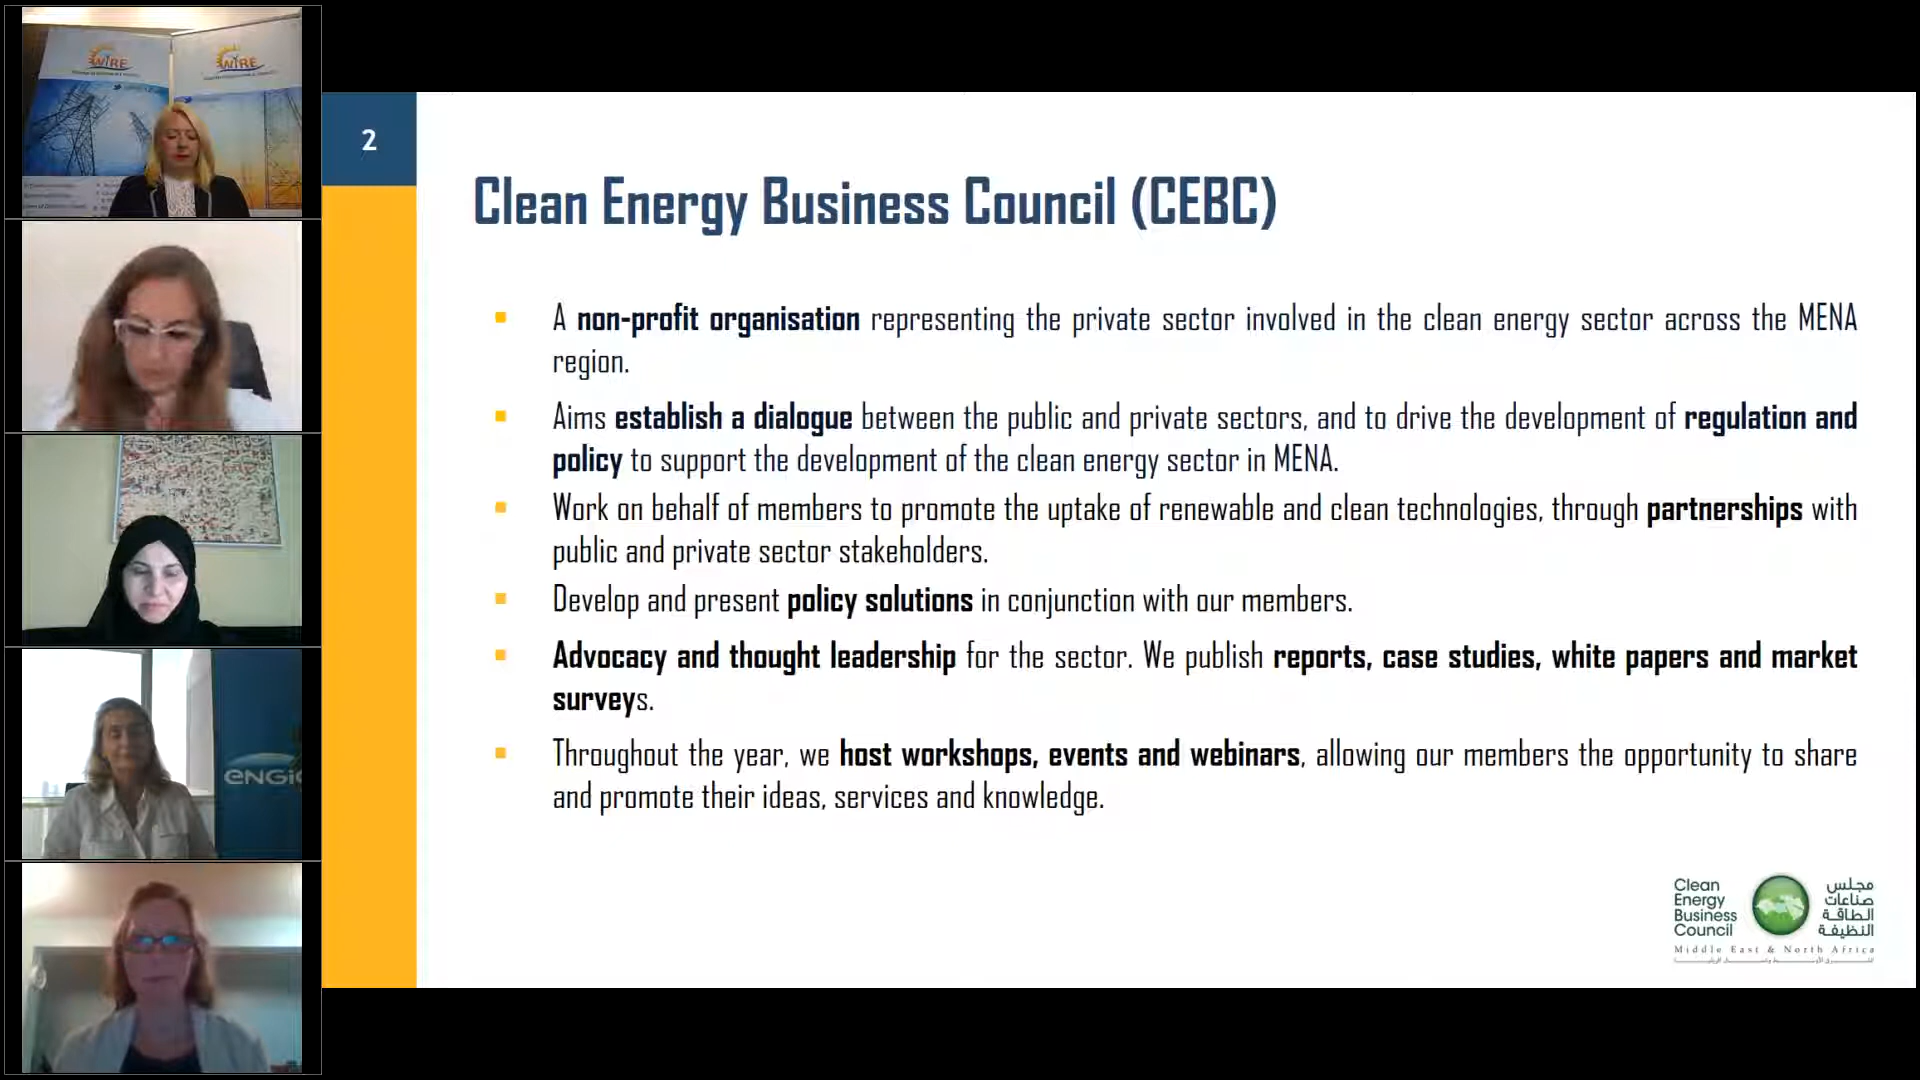 WIRE
WIRE
ENGI
2
Clean Energy Business Council (CEBC)
A non-profit organisation representing the private sector involved in the clean energy sector across the MENA
region.
Aims establish a dialogue between the public and private sectors, and to drive the development of regulation and
policy to support the development of the clean energy sector in MENA.
Work on behalf of members to promote the uptake of renewable and clean technologies, through partnerships with
public and private sector stakeholders.
Develop and present policy solutions in conjunction with our members.
Advocacy and thought leadership for the sector. We publish reports, case studies, white papers and market
surveys.
Throughout the year, we host workshops, events and webinars, allowing our members the opportunity to share
and promote their ideas, services and knowledge.
Clean
Energy
Business
Council
مجلس
صناعات
الطاقة
النظيفة
Middle East & North Africa